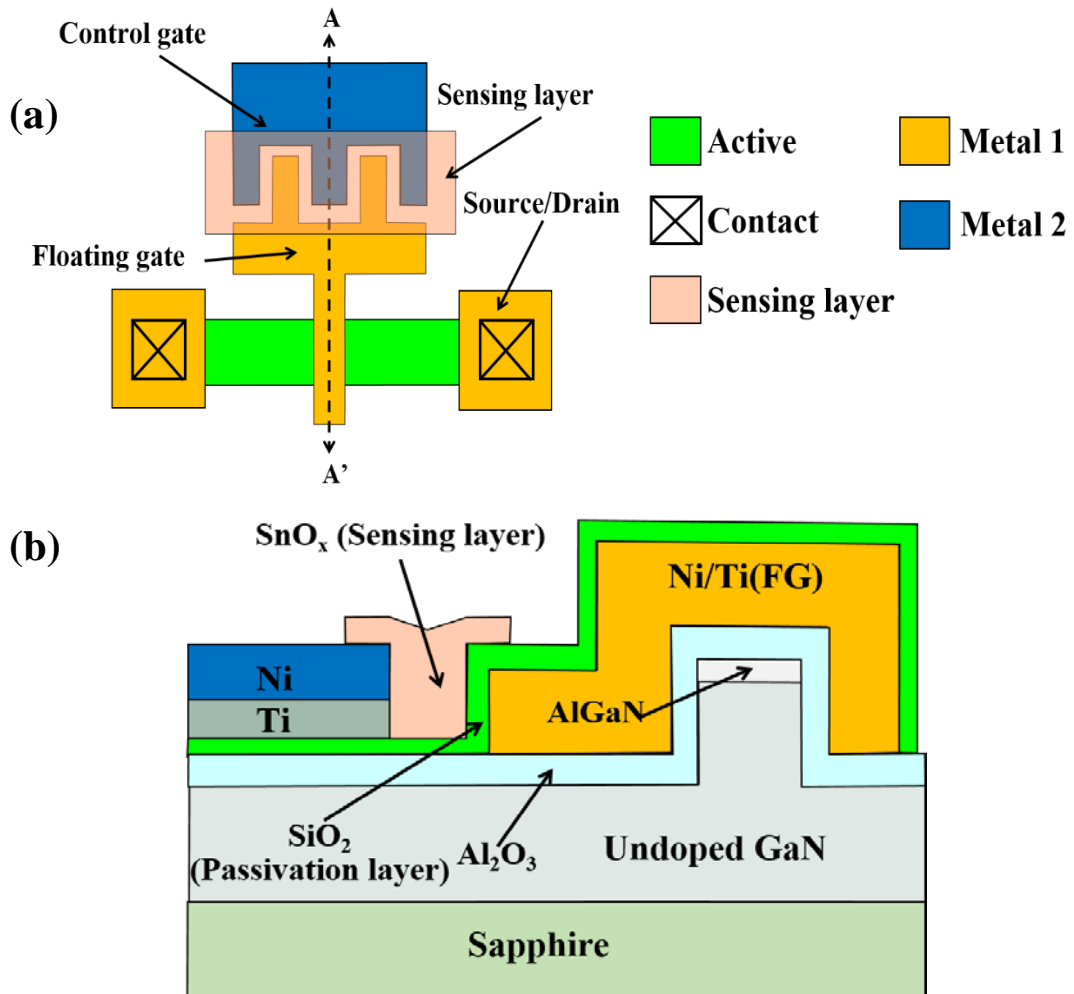 (a)
A
Control gate
Sensing layer
Source/Drain
Floating gate
A’
Active
Metal 1
Contact
Metal 2
Sensing layer
(b)
SnOₓ (Sensing layer)
Ni/Ti(FG)
Ni
Ti
AlGaN
SiO₂
(Passivation layer)
Al₂O₃
Undoped GaN
Sapphire